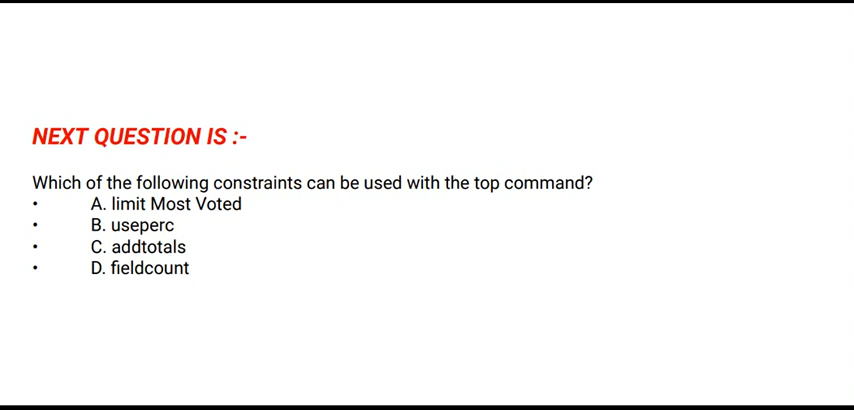 NEXT QUESTION IS :-
Which of the following constraints can be used with the top command?
• A. limit Most Voted
• B. useperc
• C. addtotals
• D. fieldcount